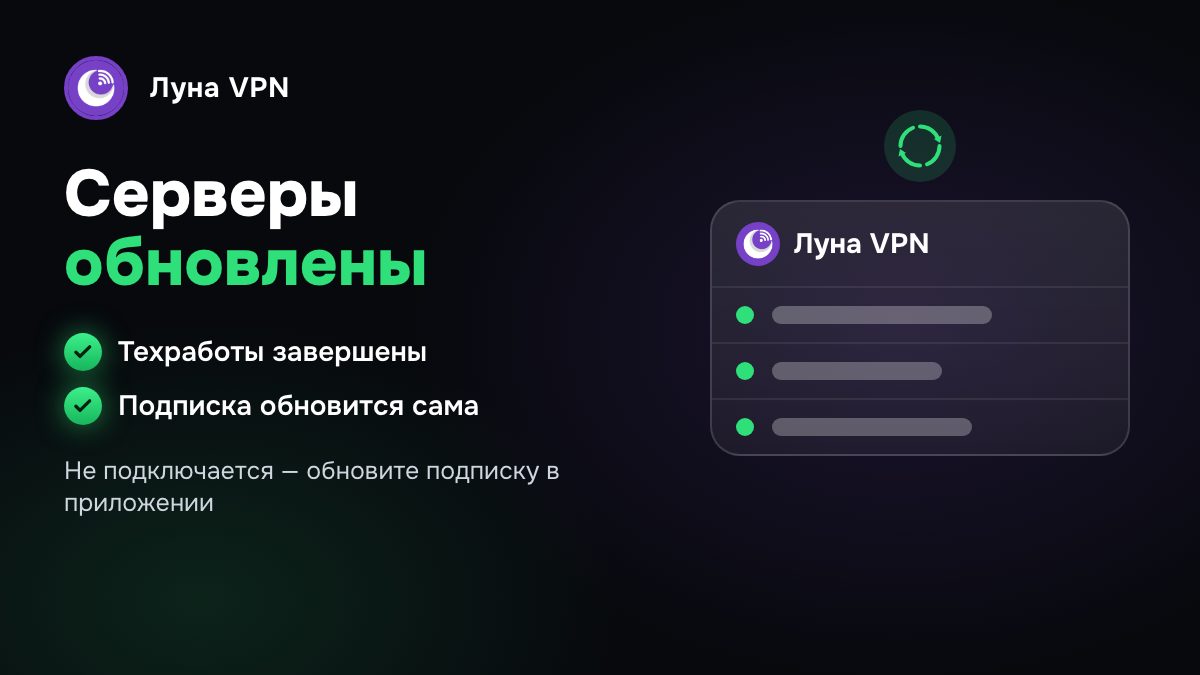 Луна VPN
Серверы
обновлены
Техработы завершены
Подписка обновится сама
Не подключается — обновите подписку в
приложении
Луна VPN